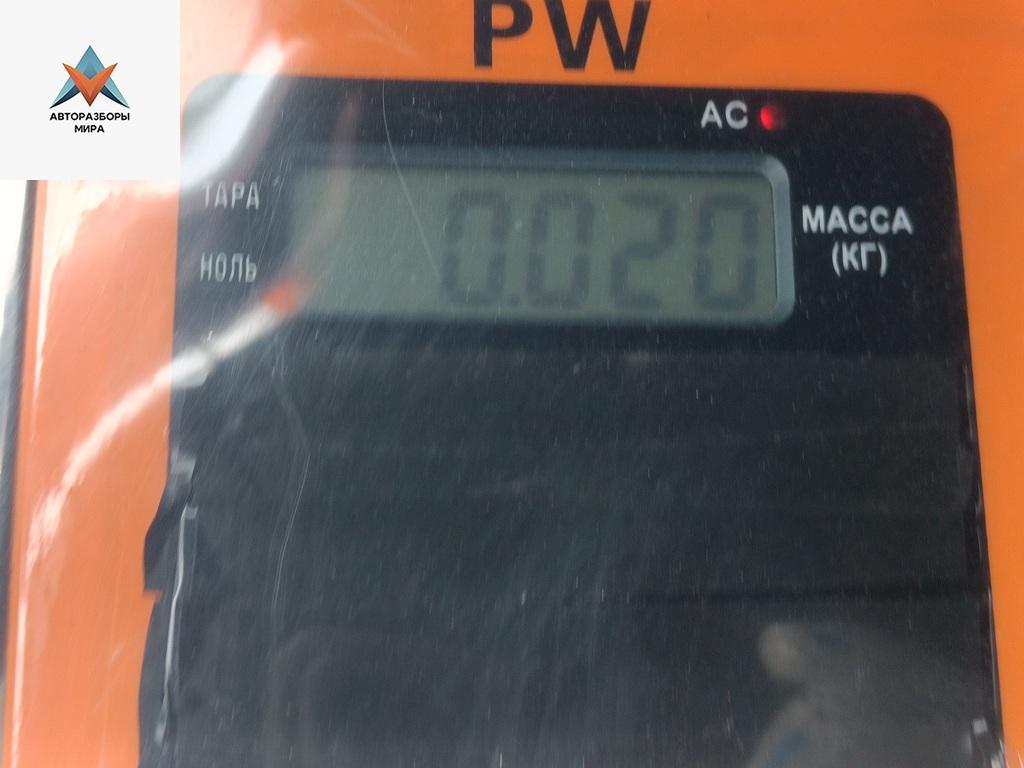 PW
АВТОРАЗБОРЫ
МИРА
AC
ТАРА
НОЛЬ
0.020
МАССА
(КГ)